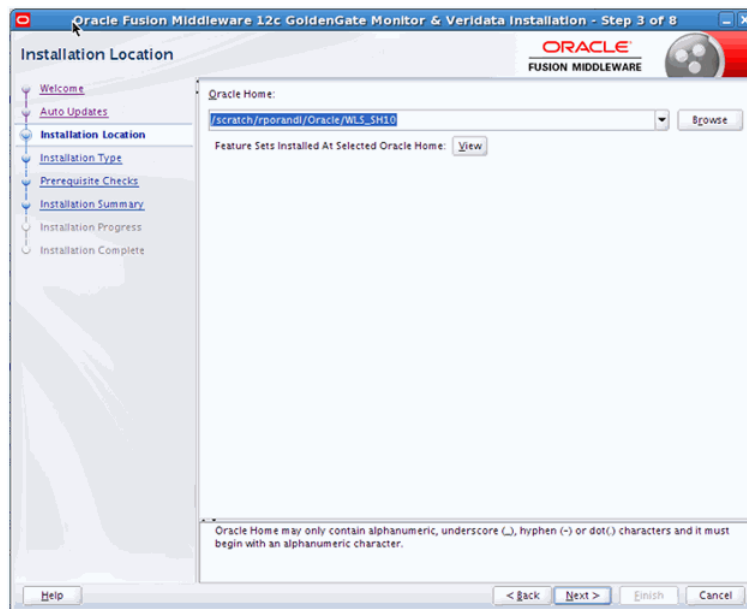 Oracle Fusion Middleware 12c GoldenGate Monitor & Veridata Installation - Step 3 of 8
Installation Location
ORACLE
FUSION MIDDLEWARE
Welcome
Auto Updates
Installation Location
Installation Type
Prerequisite Checks
Installation Summary
Installation Progress
Installation Complete
Oracle Home:
/scratch/rporandl/Oracle/WLS_SH10
Browse
Feature Sets Installed At Selected Oracle Home: View
Oracle Home may only contain alphanumeric, underscore (_), hyphen (-) or dot(.) characters and it must
begin with an alphanumeric character.
Help
< Back
Next >
Finish
Cancel